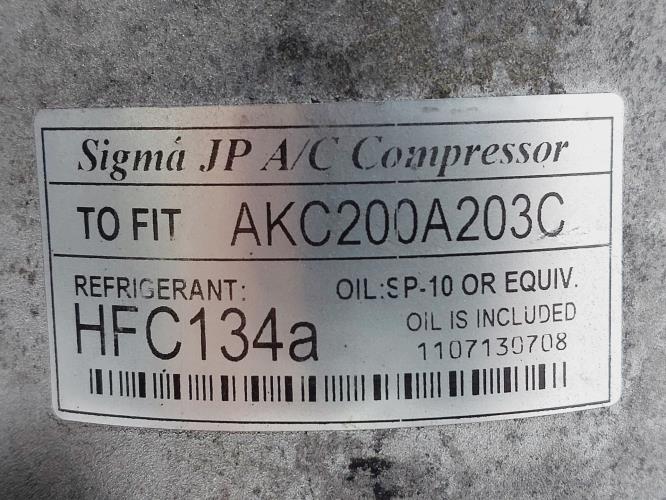 Sigma JP A/C Compressor
TO FIT AKC200A203C
REFRIGERANT: OIL:SP-10 OR EQUIV.
HFC134a OIL IS INCLUDED
1107130708